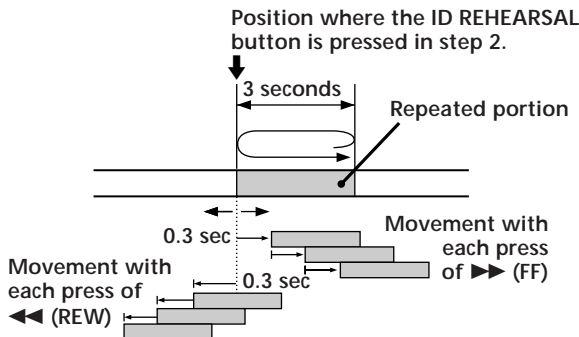 Position where the ID REHEARSAL
button is pressed in step 2.
3 seconds
Repeated portion
0.3 sec
Movement with
each press
of ►► (FF)
0.3 sec
Movement with
each press of
◄◄ (REW)